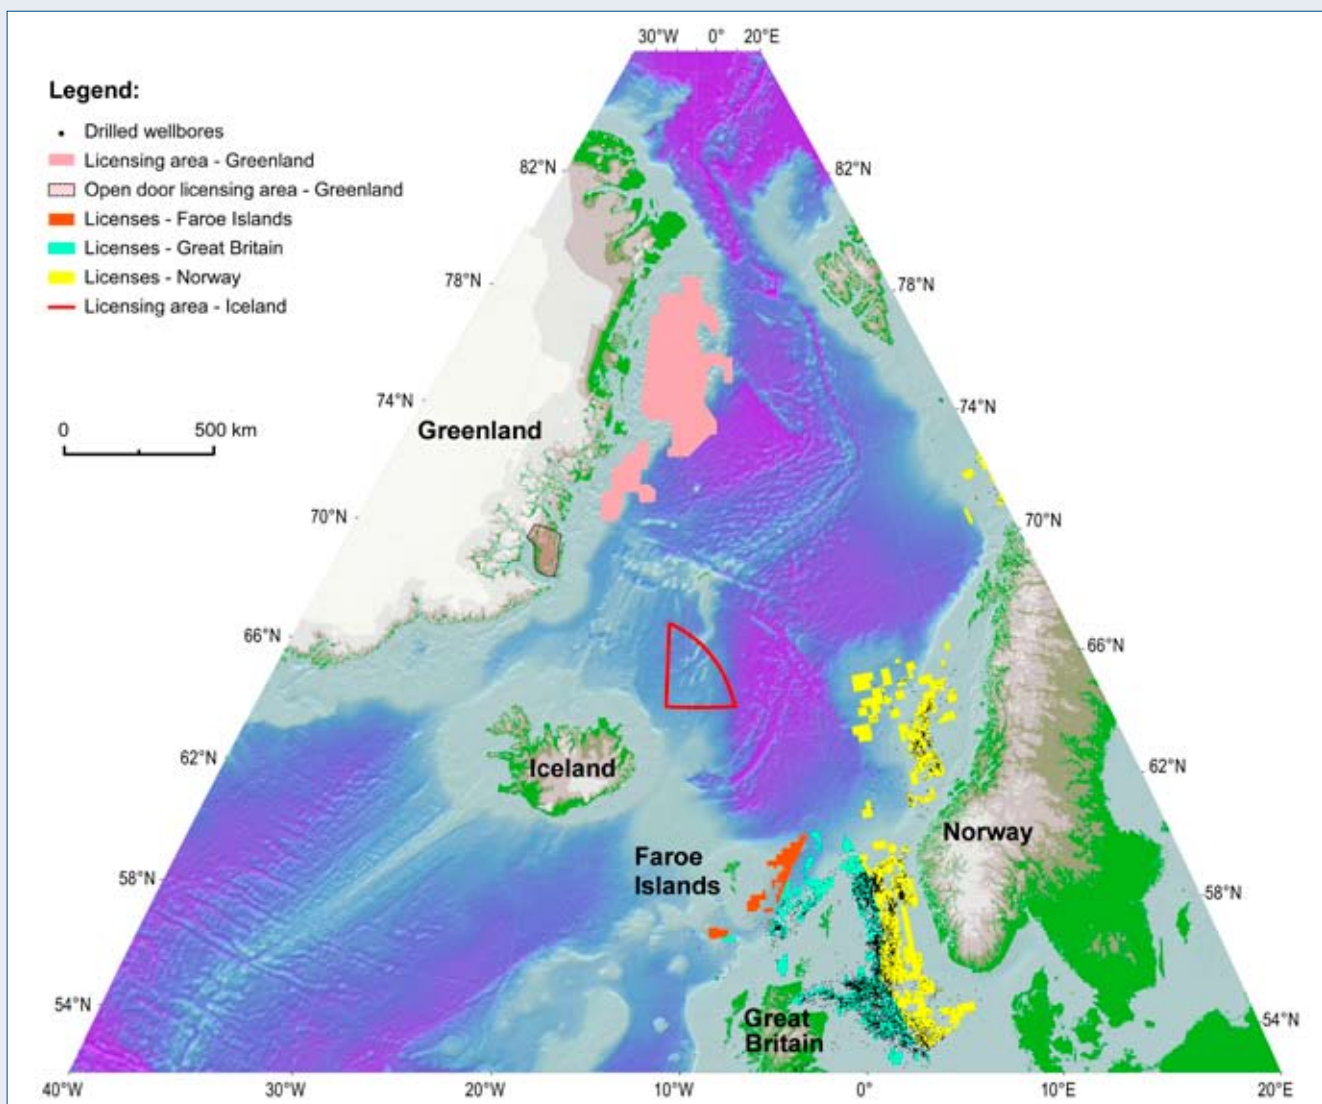 30°W 0° 20°E
Legend:
Drilled wellbores
Licensing area - Greenland
Open door licensing area - Greenland
Licenses - Faroe Islands
Licenses - Great Britain
Licenses - Norway
Licensing area - Iceland
82°N 82°N
78°N 78°N
0 500 km
74°N 74°N
Greenland
70°N 70°N
66°N 66°N
62°N 62°N
Iceland
Norway
Faroe
Islands
58°N 58°N
54°N 54°N
Great
Britain
40°W 30°W 20°W 10°W 0° 10°E 20°E